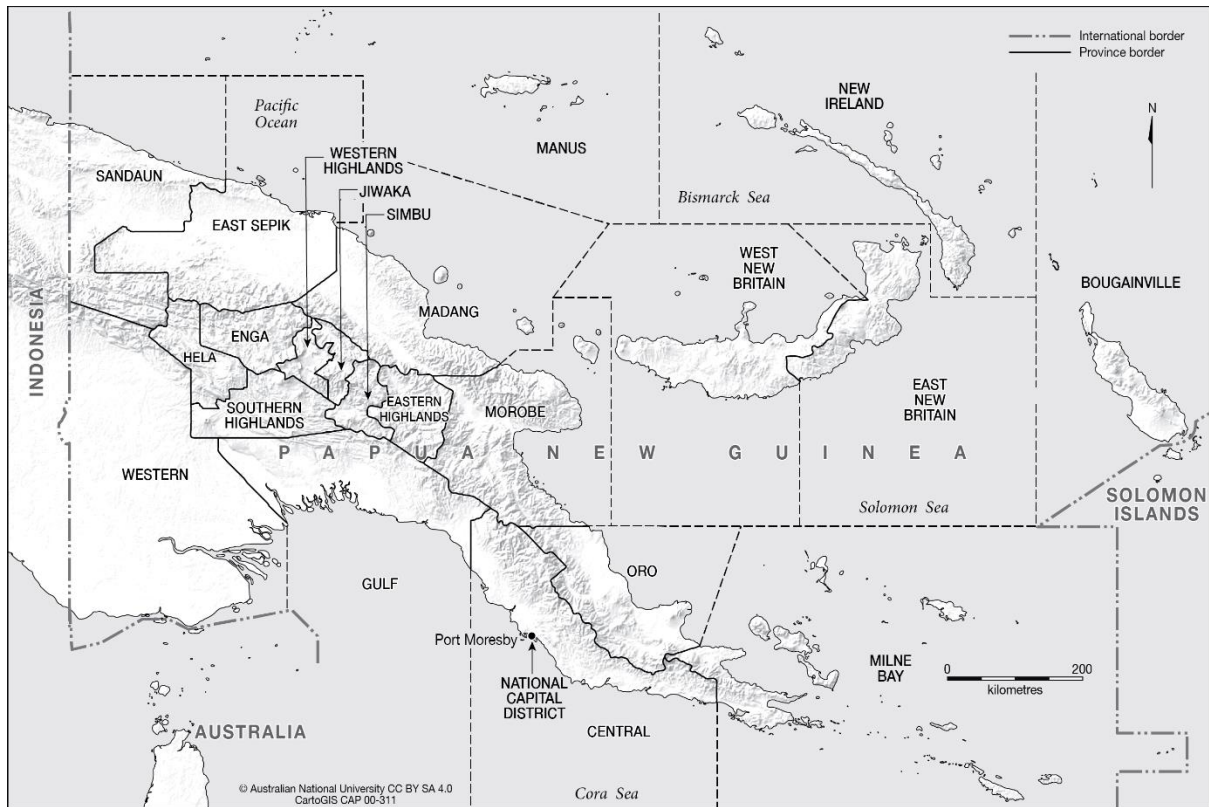 International border
Province border
N
Pacific
Ocean
NEW
IRELAND
MANUS
WESTERN
HIGHLANDS
SANDAUN
JIWAKA
Bismarck Sea
SIMBU
EAST SEPIK
WEST
NEW
BRITAIN
BOUGAINVILLE
MADANG
INDONESIA
ENGA
HELA
EASTERN
HIGHLANDS
SOUTHERN
HIGHLANDS
MOROBE
EAST
NEW
BRITAIN
PAPUA NEW GUINEA
WESTERN
Solomon Sea
SOLOMON
ISLANDS
GULF
ORO
Port Moresby
NATIONAL
CAPITAL
DISTRICT
MILNE
BAY
0 200
kilometres
AUSTRALIA
CENTRAL
© Australian National University CC BY SA 4.0
CartoGIS CAP 00-311
Cora Sea